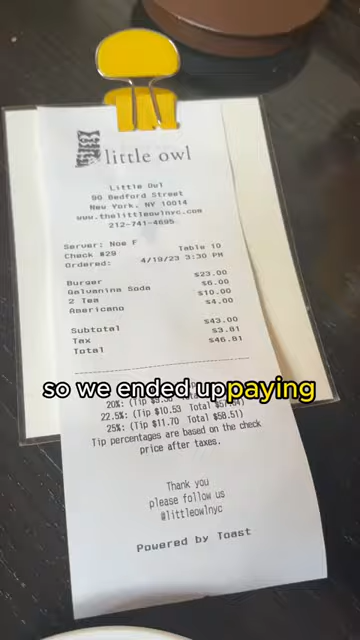 little owl
Little Owl
90 Bedford Street
New York, NY 10014
www.thelittleowlnyc.com
212-741-4695
Server: Noe F
Check #29 Table 10
Ordered: 4/19/23 3:30 PM
Burger $23.00
Galvanina Soda $6.00
2 Tea $10.00
Americano $4.00
Subtotal $43.00
Tax $3.81
Total $46.81
so we ended up paying
20%: (Tip Total
22.5%: (Tip $10.53 Total
25%: (Tip $11.70 Total $58.51)
Tip percentages are based on the check
price after taxes.
Thank you
please follow us
@littleowlnyc
Powered by Toast